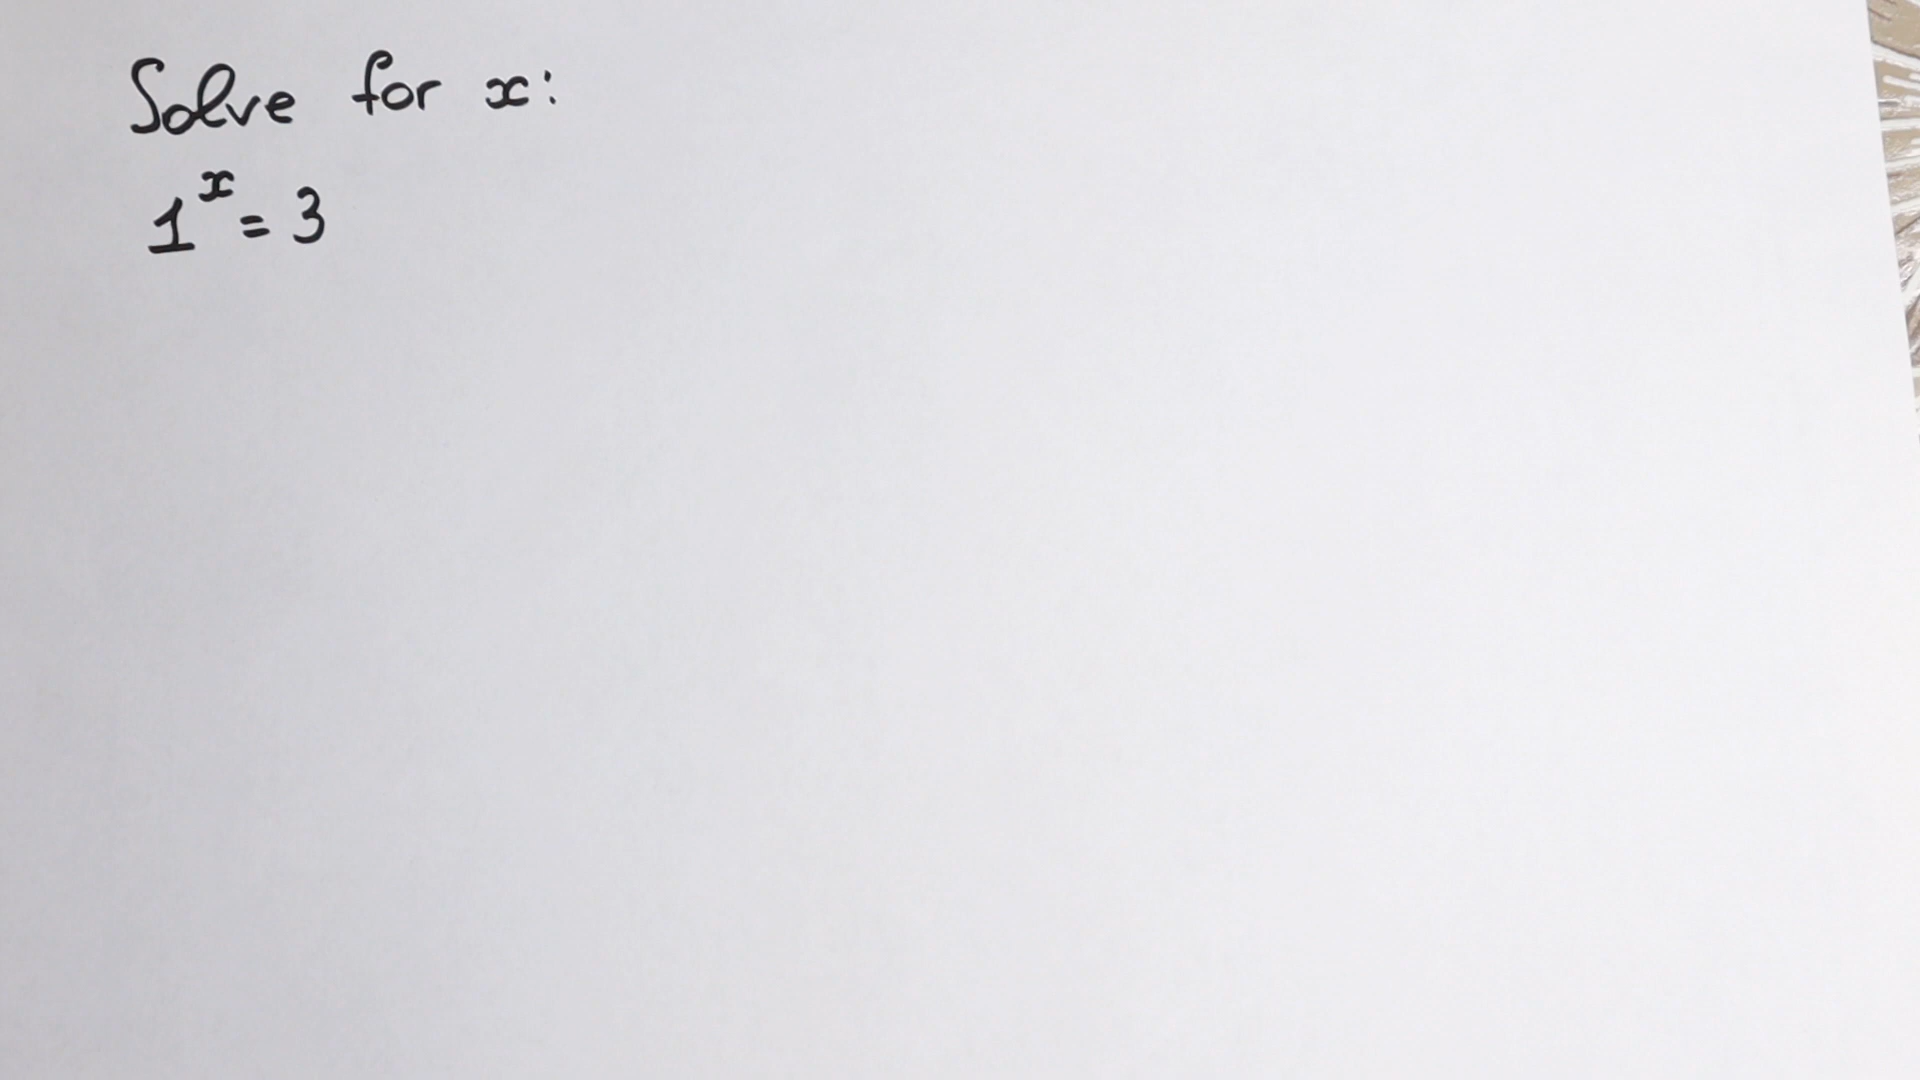 Solve for x:
1^x = 3